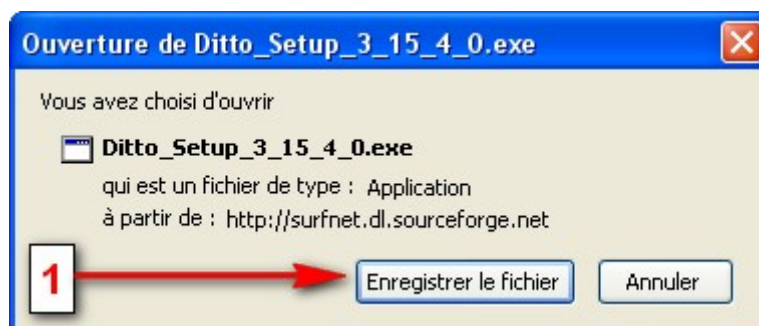 Ouverture de Ditto_Setup_3_15_4_0.exe
Vous avez choisi d'ouvrir
Ditto_Setup_3_15_4_0.exe
qui est un fichier de type : Application
à partir de : http://surfnet.dl.sourceforge.net
1
Enregistrer le fichier
Annuler